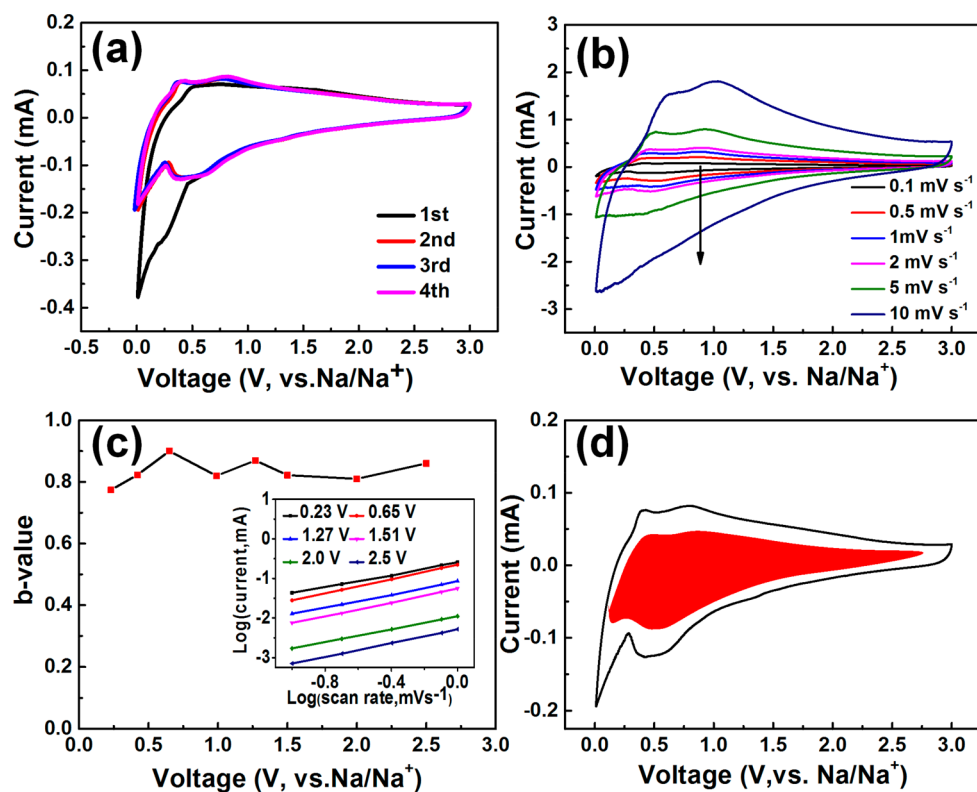 (a)
Current (mA)
0.2
0.1
0.0
-0.1
-0.2
-0.3
-0.4
-0.5 0.0 0.5 1.0 1.5 2.0 2.5 3.0
Voltage (V, vs.Na/Na+)
1st
2nd
3rd
4th
(b)
Current (mA)
3
2
1
0
-1
-2
-3
0.0 0.5 1.0 1.5 2.0 2.5 3.0
Voltage (V, vs. Na/Na+)
0.1 mV s-1
0.5 mV s-1
1mV s-1
2 mV s-1
5 mV s-1
10 mV s-1
(c)
b-value
1.0
0.8
0.6
0.4
0.2
0.0
0.0 0.5 1.0 1.5 2.0 2.5 3.0
Voltage (V, vs.Na/Na+)
Log(current,mA)
1
0
-1
-2
-3
-0.8 -0.4 0.0
Log(scan rate,mVs-1)
0.23 V 0.65 V
1.27 V 1.51 V
2.0 V 2.5 V
(d)
Current (mA)
0.2
0.1
0.0
-0.1
-0.2
0.0 0.5 1.0 1.5 2.0 2.5 3.0
Voltage (V,vs. Na/Na+)